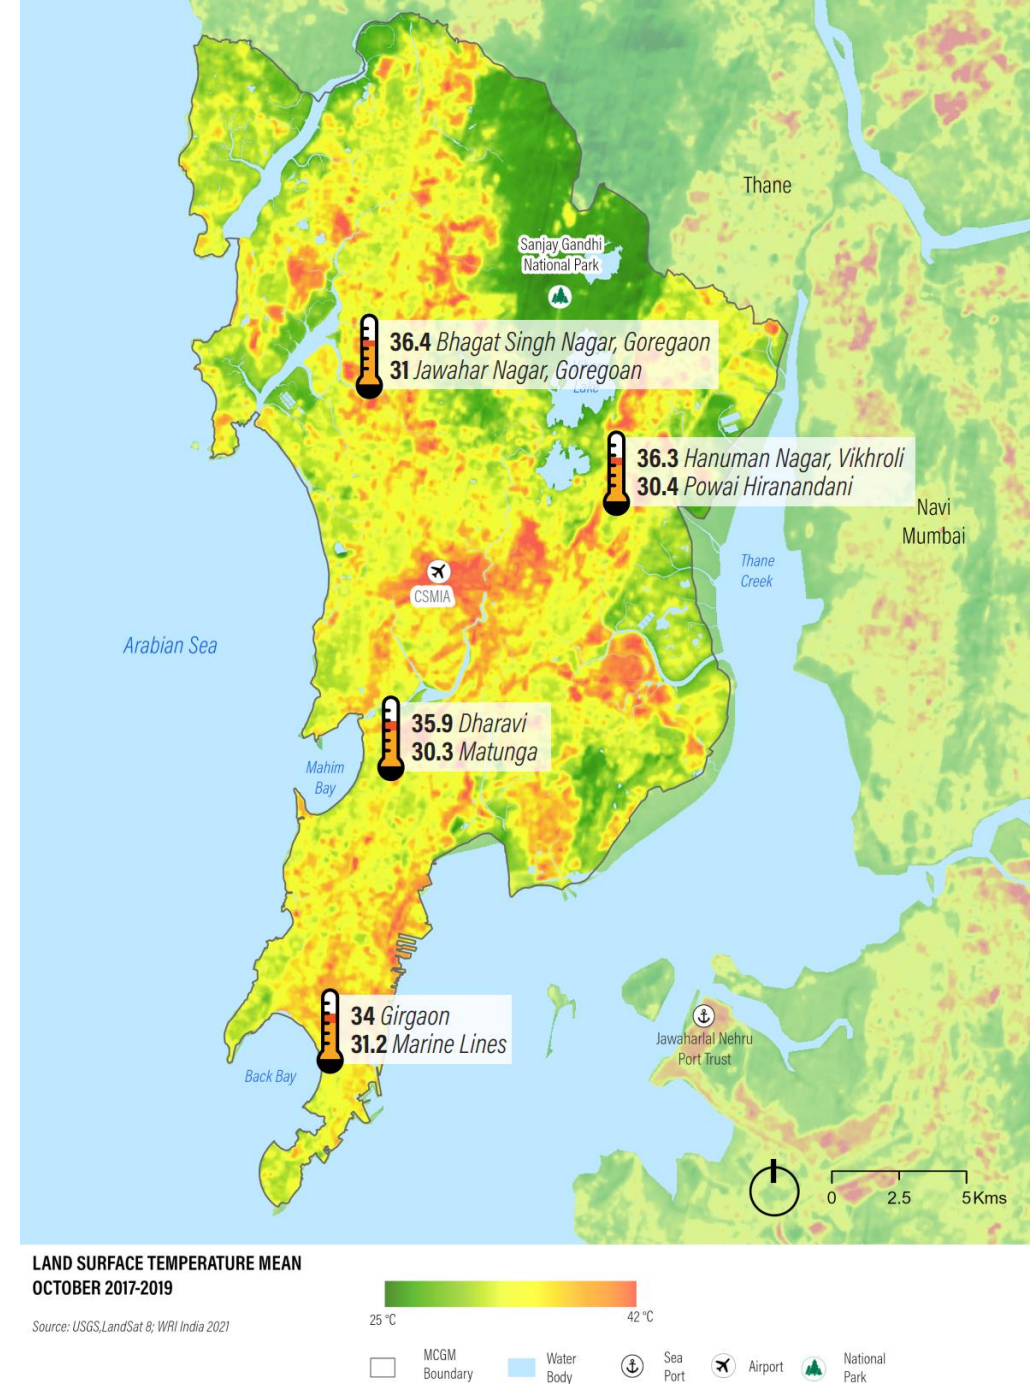 Thane
Sanjay Gandhi
National Park
36.4 Bhagat Singh Nagar, Goregaon
31 Jawahar Nagar, Goregoan
Lake
36.3 Hanuman Nagar, Vikhroli
30.4 Powai Hiranandani
Navi
Mumbai
Thane
Creek
CSMIA
Arabian Sea
35.9 Dharavi
30.3 Matunga
Mahim
Bay
34 Girgaon
31.2 Marine Lines
Jawaharlal Nehru
Port Trust
Back Bay
0 2.5 5 Kms
LAND SURFACE TEMPERATURE MEAN
OCTOBER 2017-2019
Source: USGS,LandSat 8; WRI India 2021
25 °C 42 °C
MCGM
Boundary
Water
Body
Sea
Port
Airport
National
Park